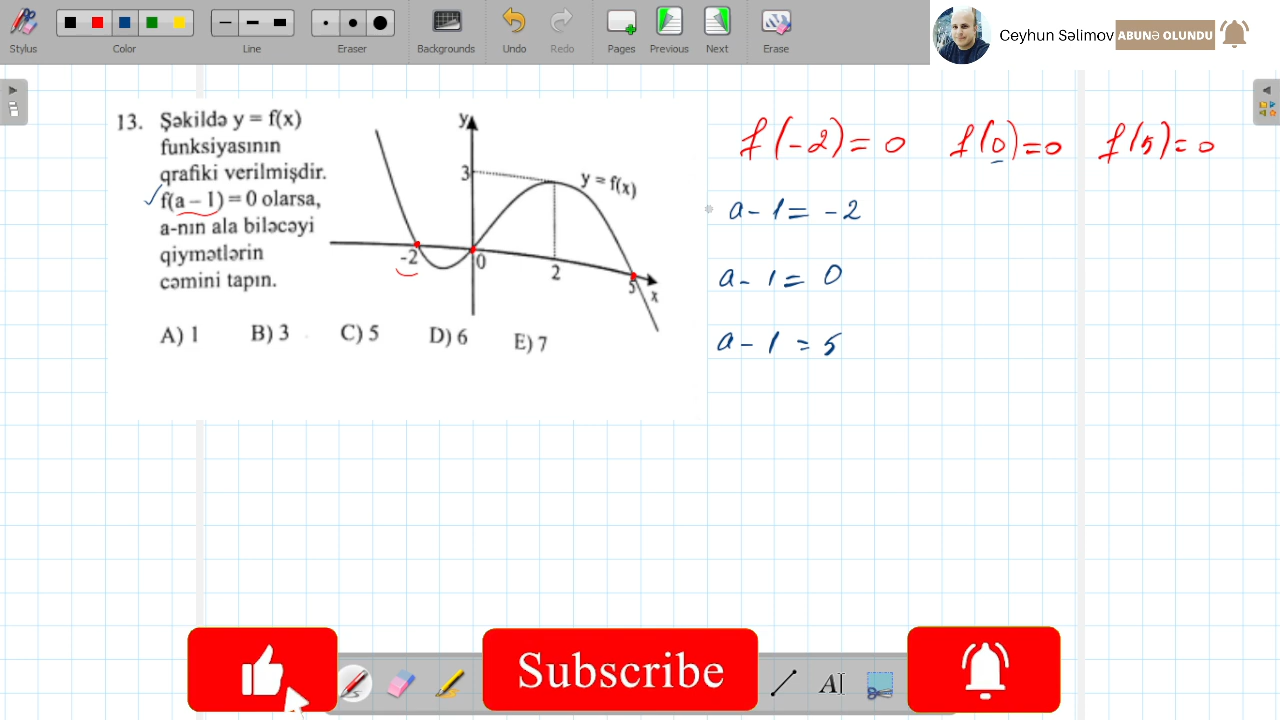 Stylus
Color
Line
Eraser
Backgrounds
Undo
Redo
Pages
Previous
Next
Erase
Ceyhun Səlimov
ABUNƏ OLUNDU
13. Şəkildə y = f(x)
funksiyasının
qrafiki verilmişdir.
f(a – 1) = 0 olarsa,
a-nın ala biləcəyi
qiymətlərin
cəmini tapın.
y
3
y = f(x)
-2
0
2
5
x
A) 1 B) 3 C) 5 D) 6 E) 7
f(-2) = 0 f(0) = 0 f(5) = 0
a - 1 = -2
a - 1 = 0
a - 1 = 5
Subscribe
A